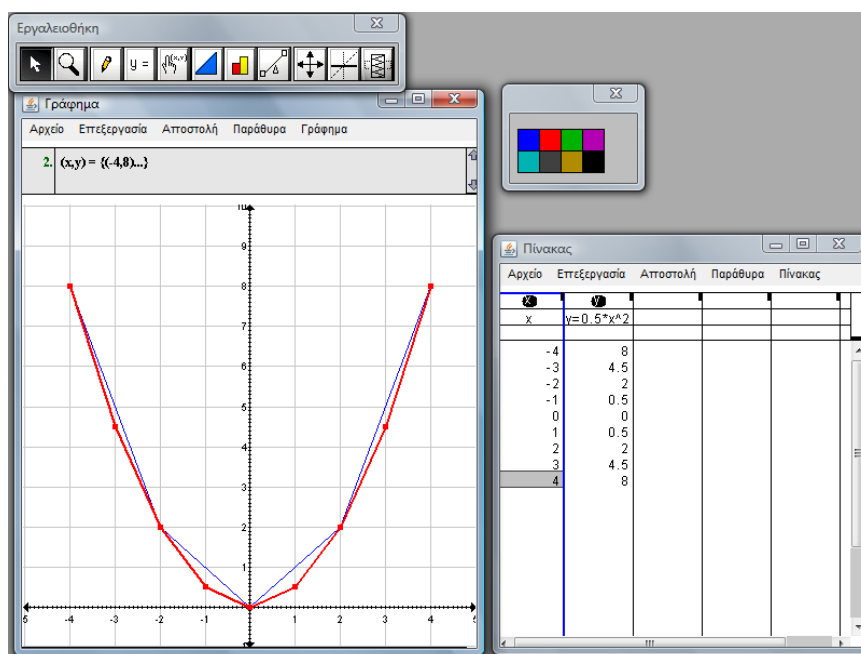 Εργαλειοθήκη
y =
(x,y)
Γράφημα
Αρχείο Επεξεργασία Αποστολή Παράθυρα Γράφημα
2. (x,y) = {(-4,8)...}
9
8
7
6
5
4
3
2
1
5 -4 -3 -2 -1 0 1 2 3 4 5
Πίνακας
Αρχείο Επεξεργασία Αποστολή Παράθυρα Πίνακας
x y
x y=0.5*x^2
-4 8
-3 4.5
-2 2
-1 0.5
0 0
1 0.5
2 2
3 4.5
4 8